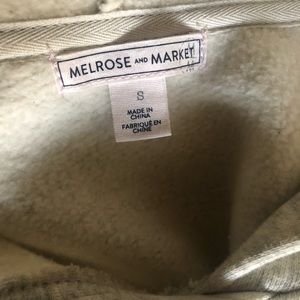 MELROSE AND MARKET
S
MADE IN
CHINA
FABRIQUÉ EN
CHINE